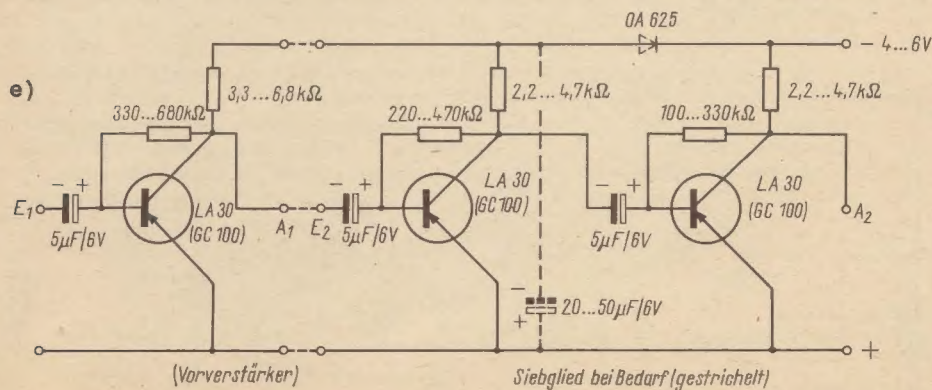 OA 625
− 4...6V
e)
3,3...6,8kΩ
2,2...4,7kΩ
2,2...4,7kΩ
330...680kΩ
220...470kΩ
100...330kΩ
− +
− +
− +
E1
LA 30
(GC 100)
5µF/6V
A1
E2
LA 30
(GC 100)
5µF/6V
LA 30
(GC 100)
5µF/6V
A2
−
+
20...50µF/6V
+
(Vorverstärker)
Siebglied bei Bedarf (gestrichelt)